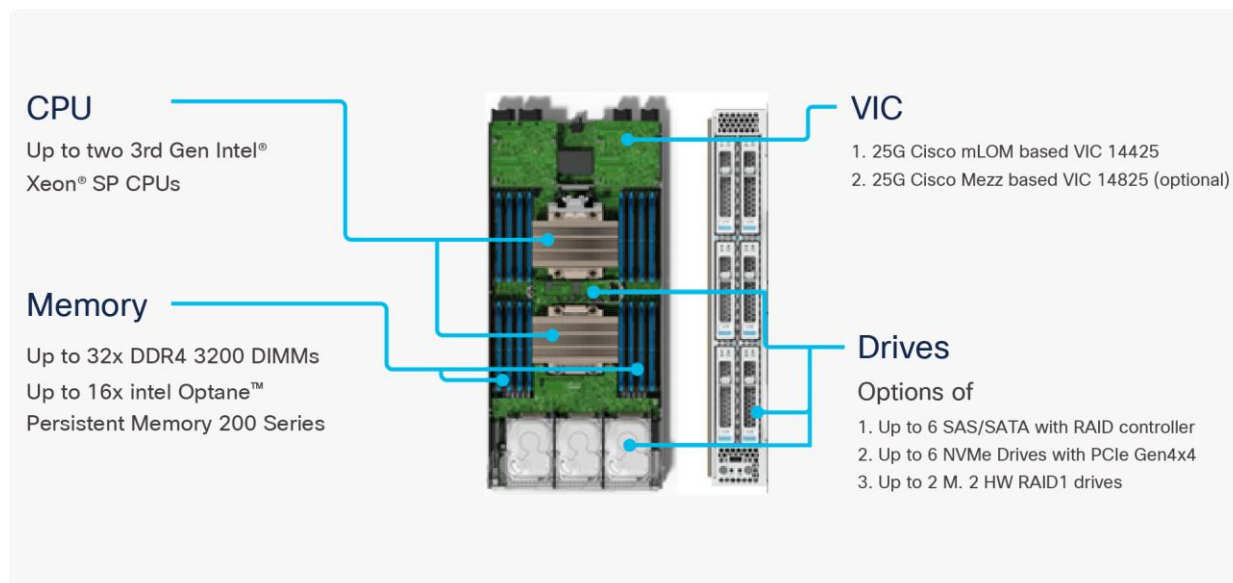 CPU
Up to two 3rd Gen Intel®
Xeon® SP CPUs
Memory
Up to 32x DDR4 3200 DIMMs
Up to 16x intel Optane™
Persistent Memory 200 Series
VIC
1. 25G Cisco mLOM based VIC 14425
2. 25G Cisco Mezz based VIC 14825 (optional)
Drives
Options of
1. Up to 6 SAS/SATA with RAID controller
2. Up to 6 NVMe Drives with PCIe Gen4x4
3. Up to 2 M. 2 HW RAID1 drives